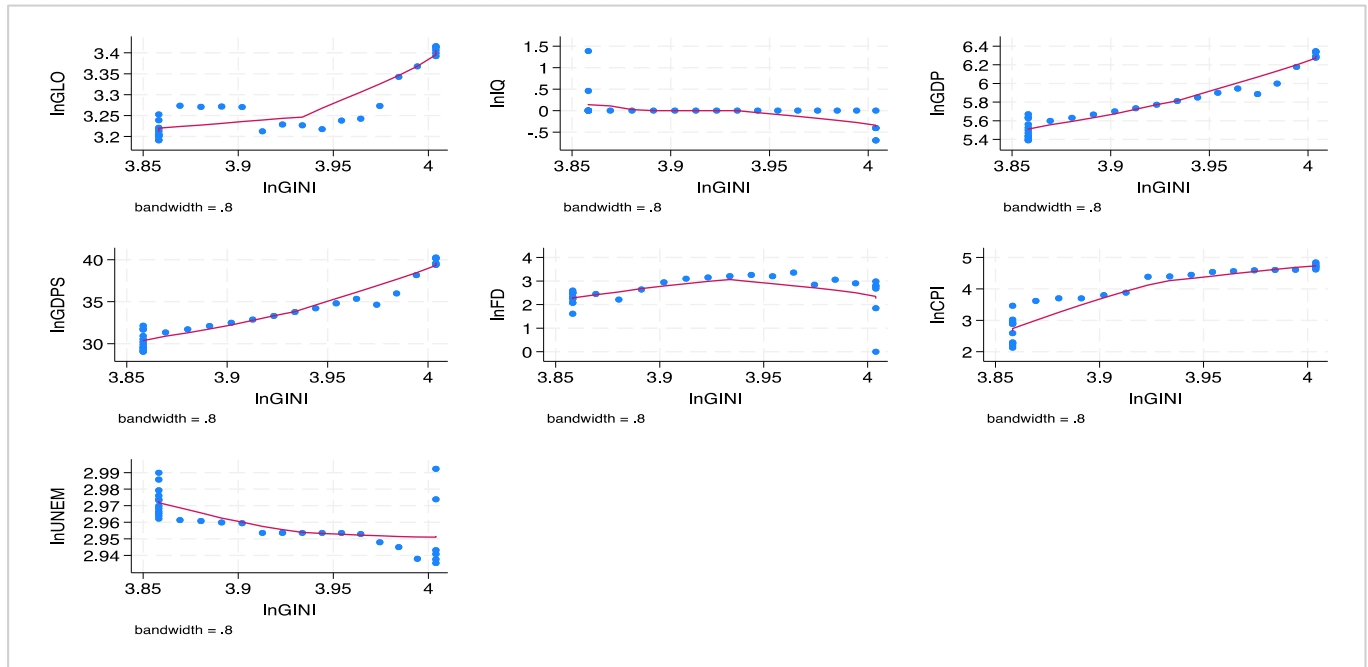 lnGLO
3.4
3.35
3.3
3.25
3.2
3.85 3.9 3.95 4
lnGINI
bandwidth = .8
lnIQ
1.5
1
.5
0
-.5
3.85 3.9 3.95 4
lnGINI
bandwidth = .8
lnGDP
6.4
6.2
6
5.8
5.6
5.4
3.85 3.9 3.95 4
lnGINI
bandwidth = .8
lnGDPS
40
35
30
3.85 3.9 3.95 4
lnGINI
bandwidth = .8
lnFD
4
3
2
1
0
3.85 3.9 3.95 4
lnGINI
bandwidth = .8
lnCPI
5
4
3
2
3.85 3.9 3.95 4
lnGINI
bandwidth = .8
lnUNEM
2.99
2.98
2.97
2.96
2.95
2.94
3.85 3.9 3.95 4
lnGINI
bandwidth = .8